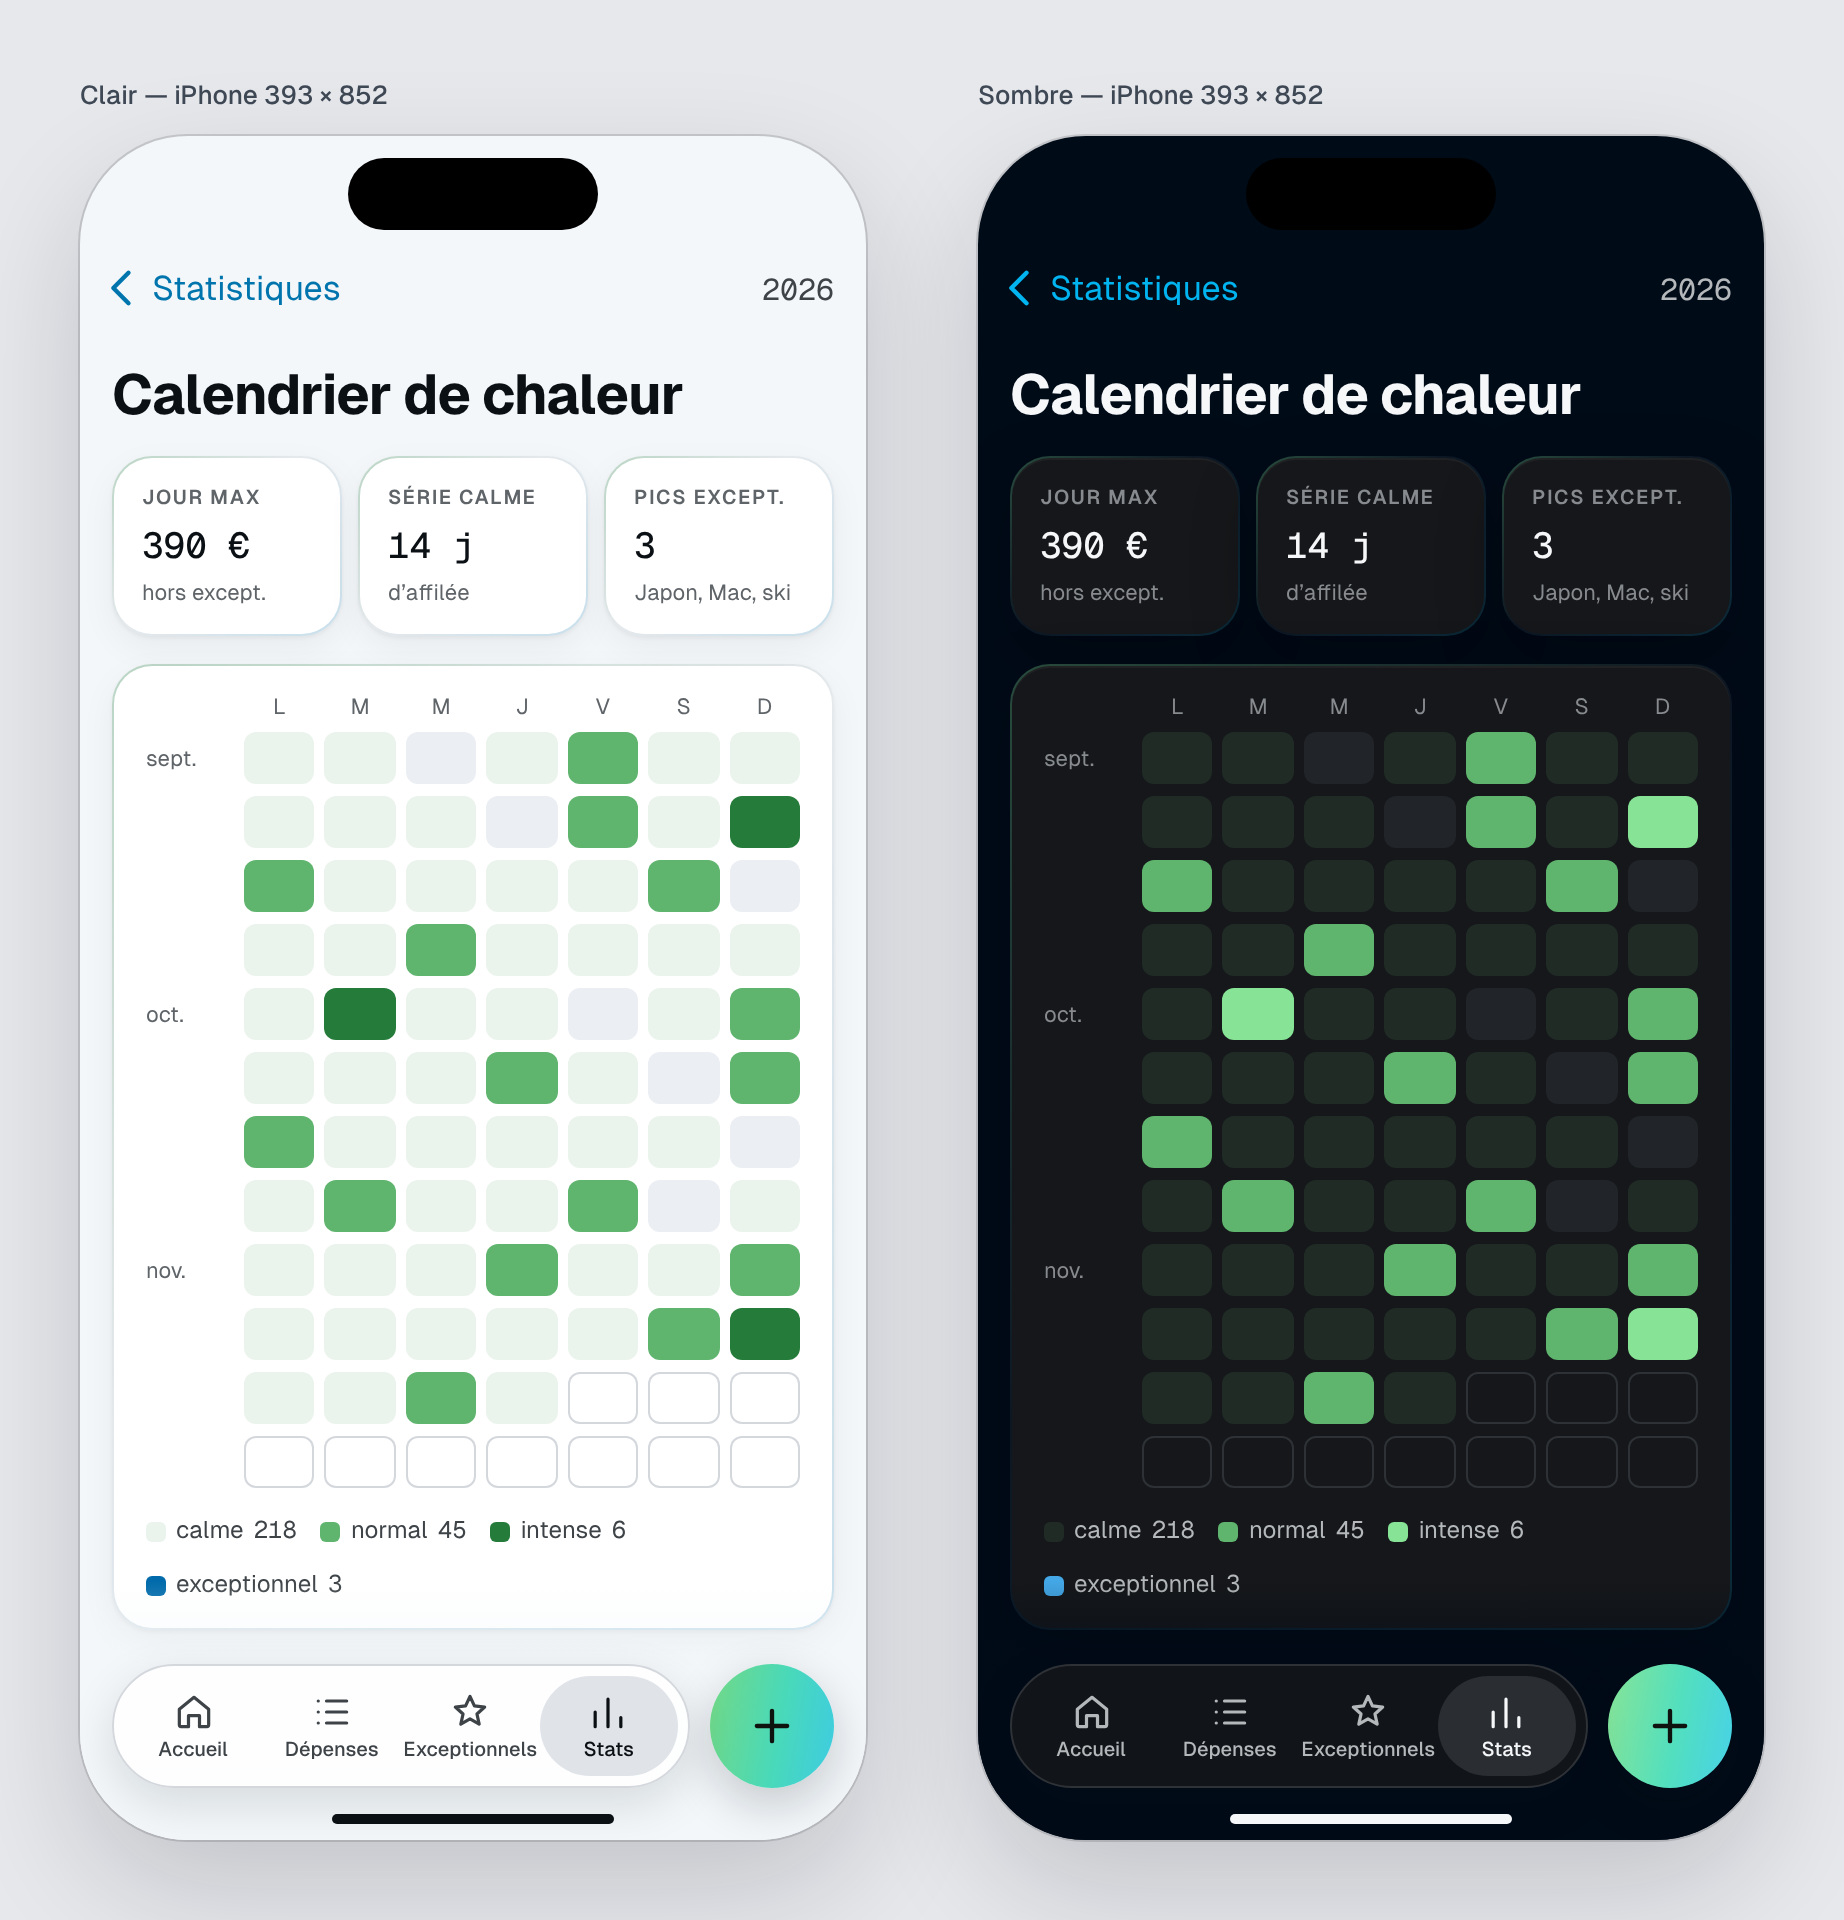 Clair — iPhone 393 × 852
Statistiques 2026
Calendrier de chaleur
JOUR MAX SÉRIE CALME PICS EXCEPT.
390 € 14 j 3
hors except. d’affilée Japon, Mac, ski
L M M J V S D
sept.
oct.
nov.
calme 218 normal 45 intense 6
exceptionnel 3
Accueil Dépenses Exceptionnels Stats
Sombre — iPhone 393 × 852
Statistiques 2026
Calendrier de chaleur
JOUR MAX SÉRIE CALME PICS EXCEPT.
390 € 14 j 3
hors except. d’affilée Japon, Mac, ski
L M M J V S D
sept.
oct.
nov.
calme 218 normal 45 intense 6
exceptionnel 3
Accueil Dépenses Exceptionnels Stats